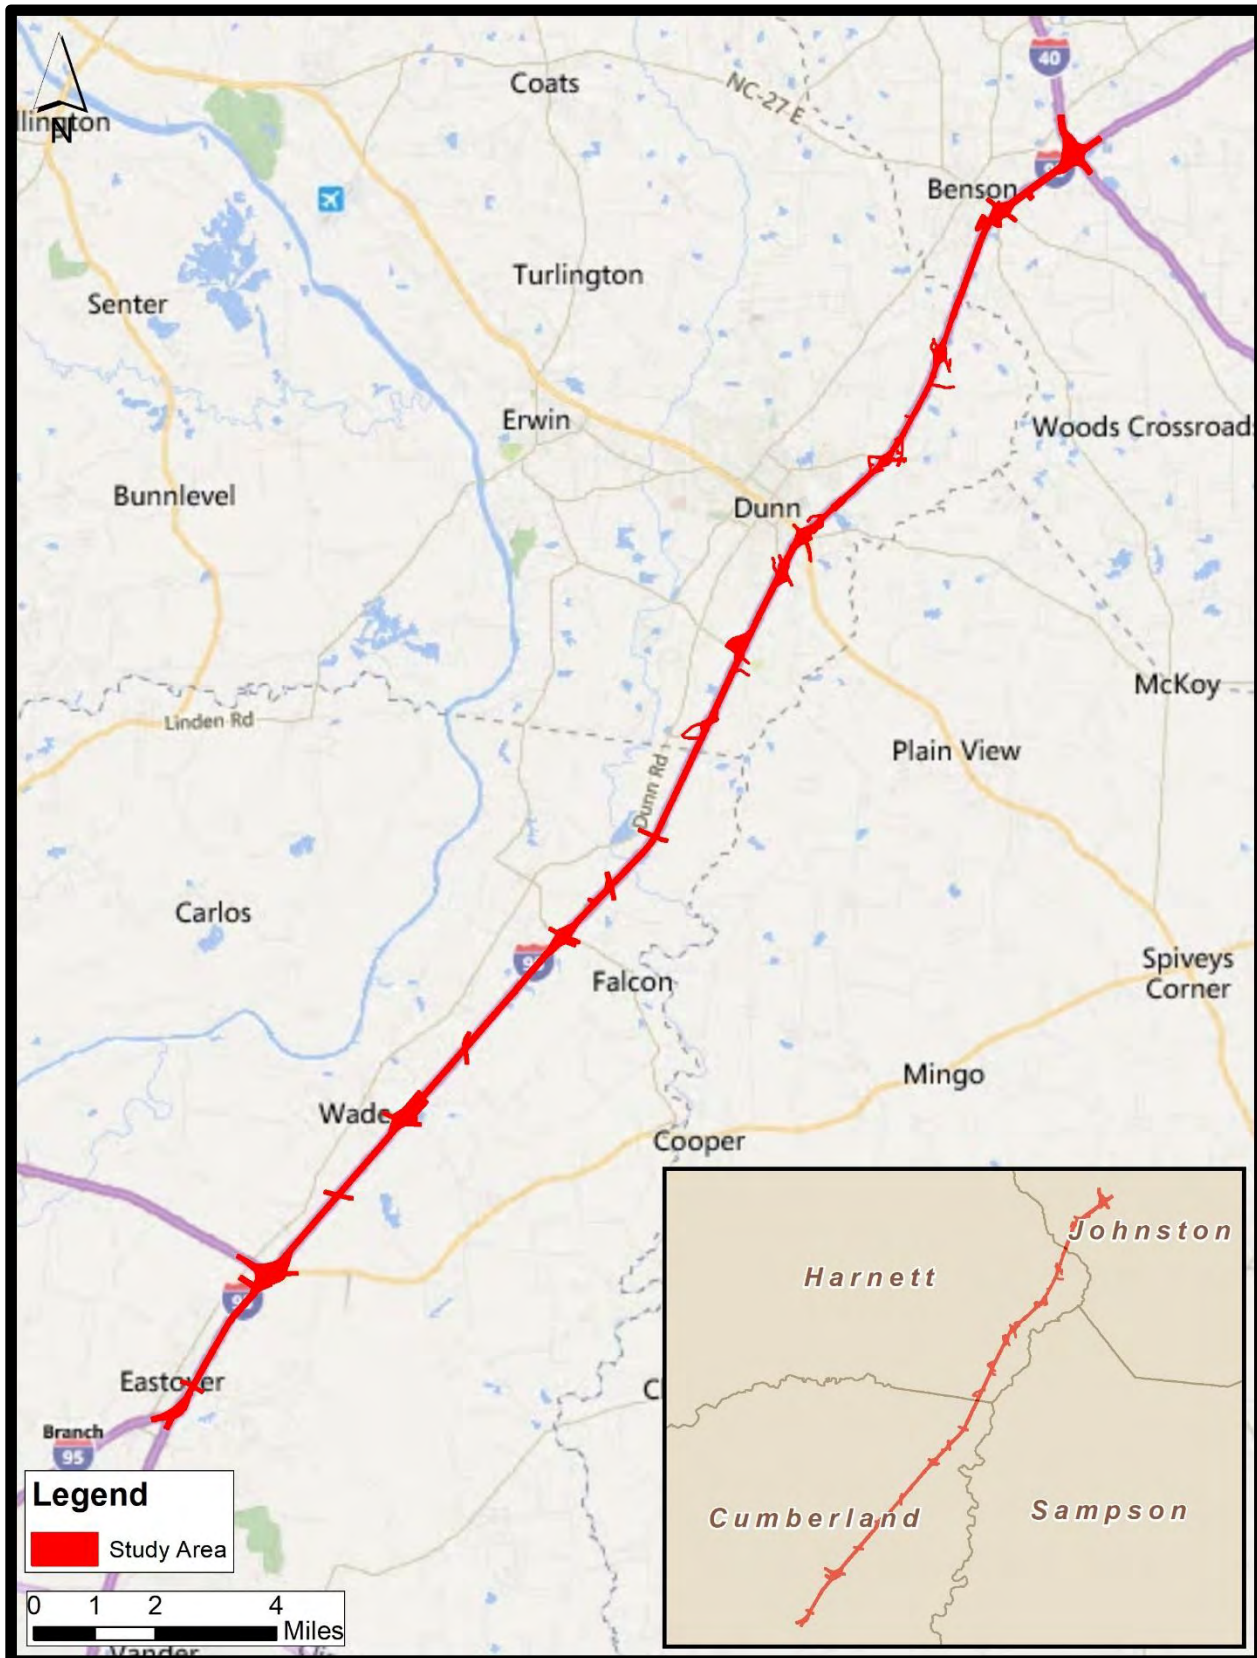 Coats
40
NC-27 E
N
Benson
Turlington
Senter
Erwin
Woods Crossroad
Bunnlevel
Dunn
McKoy
Linden Rd
Plain View
Dunn Rd
Carlos
Spiveys
Corner
Falcon
Mingo
Wade
Cooper
Eastover
Branch
95
Legend
Study Area
0 1 2 4
Miles
Vander
Johnston
Harnett
Cumberland
Sampson